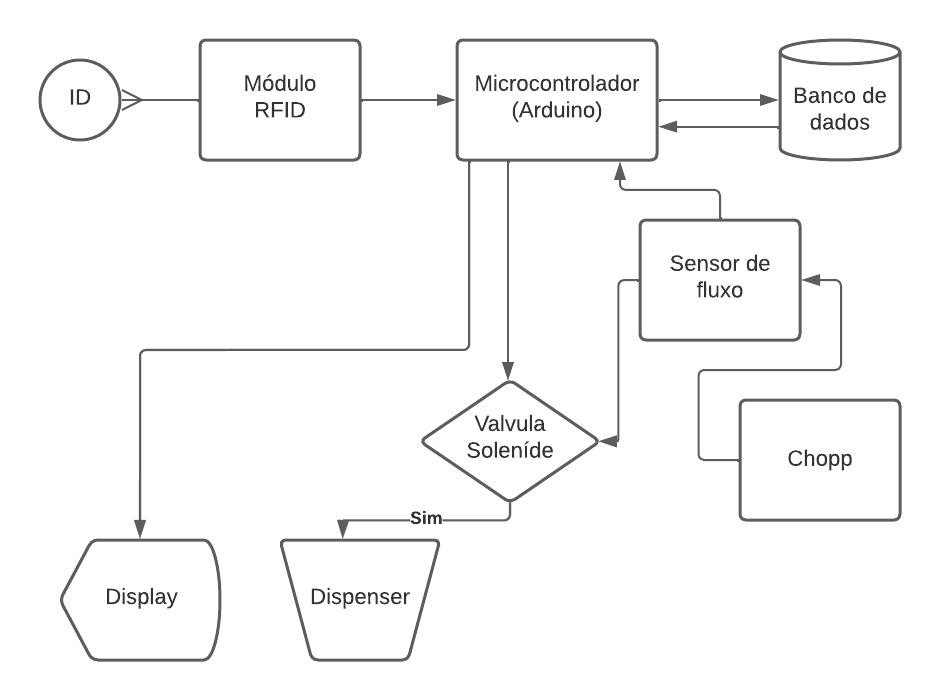 ID
Módulo
RFID
Microcontrolador
(Arduino)
Banco de
dados
Sensor de
fluxo
Valvula
Soleníde
Chopp
Sim
Display
Dispenser